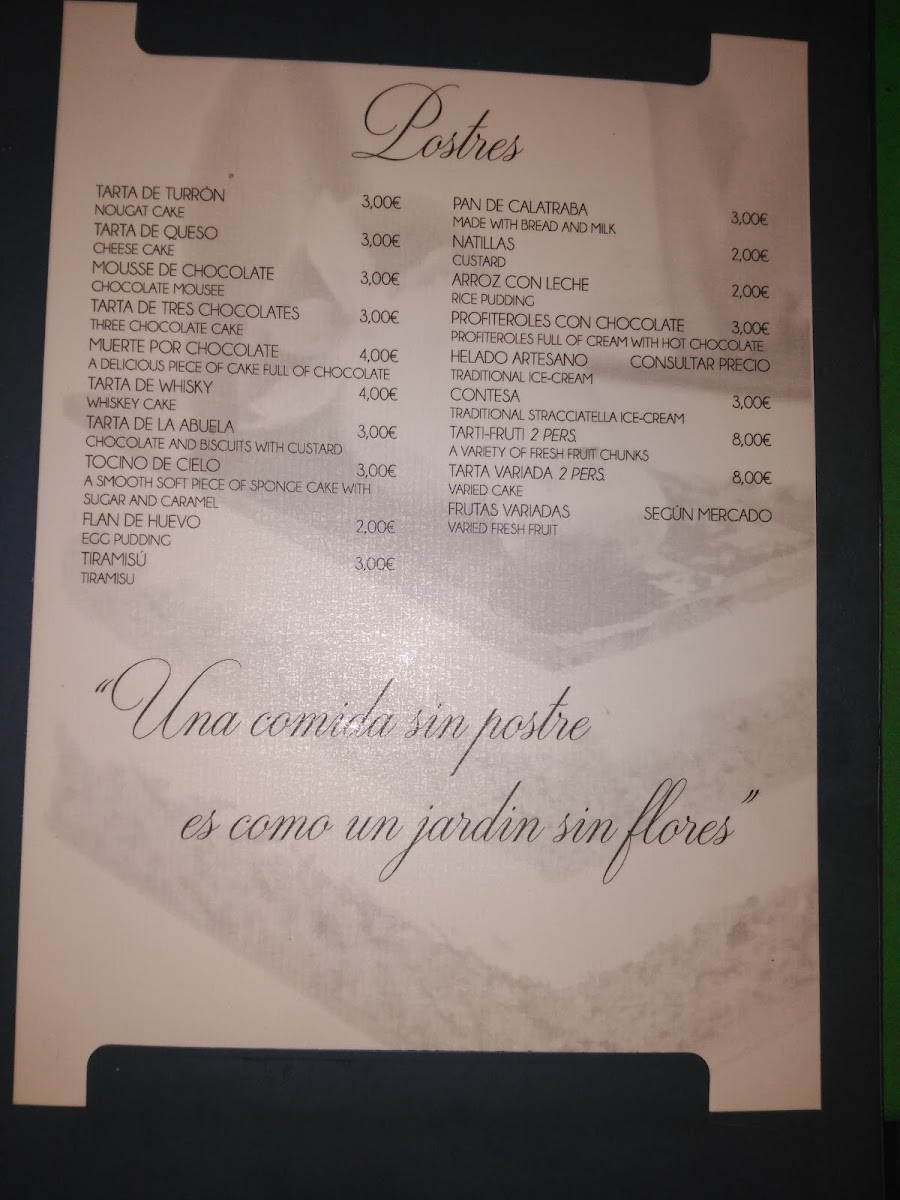 Postres
TARTA DE TURRÓN 3,00€
NOUGAT CAKE
TARTA DE QUESO 3,00€
CHEESE CAKE
MOUSSE DE CHOCOLATE 3,00€
CHOCOLATE MOUSEE
TARTA DE TRES CHOCOLATES 3,00€
THREE CHOCOLATE CAKE
MUERTE POR CHOCOLATE 4,00€
A DELICIOUS PIECE OF CAKE FULL OF CHOCOLATE
TARTA DE WHISKY 4,00€
WHISKEY CAKE
TARTA DE LA ABUELA 3,00€
CHOCOLATE AND BISCUITS WITH CUSTARD
TOCINO DE CIELO 3,00€
A SMOOTH SOFT PIECE OF SPONGE CAKE WITH
SUGAR AND CARAMEL
FLAN DE HUEVO 2,00€
EGG PUDDING
TIRAMISÚ 3,00€
TIRAMISU
PAN DE CALATRABA 3,00€
MADE WITH BREAD AND MILK
NATILLAS 2,00€
CUSTARD
ARROZ CON LECHE 2,00€
RICE PUDDING
PROFITEROLES CON CHOCOLATE 3,00€
PROFITEROLES FULL OF CREAM WITH HOT CHOCOLATE
HELADO ARTESANO CONSULTAR PRECIO
TRADITIONAL ICE-CREAM
CONTESA 3,00€
TRADITIONAL STRACCIATELLA ICE-CREAM
TARTI-FRUTI 2 PERS. 8,00€
A VARIETY OF FRESH FRUIT CHUNKS
TARTA VARIADA 2 PERS. 8,00€
VARIED CAKE
FRUTAS VARIADAS SEGÚN MERCADO
VARIED FRESH FRUIT
“Una comida sin postre
es como un jardin sin flores”